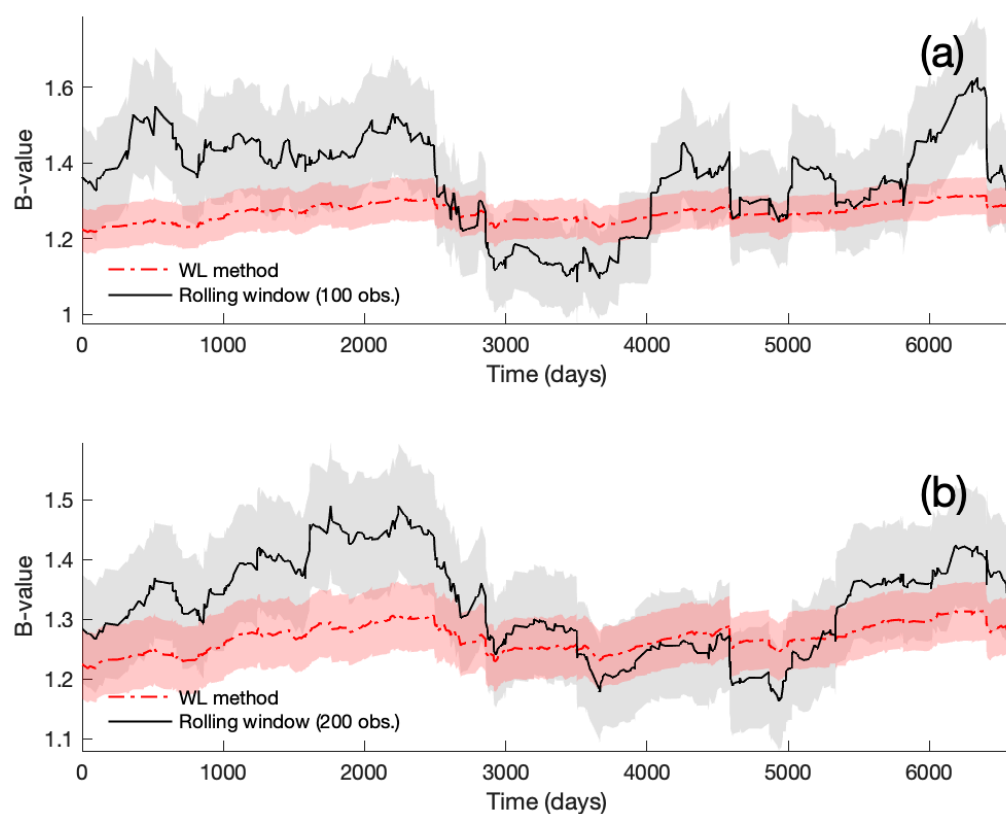 (a)
B-value
1.6
1.4
1.2
1
WL method
Rolling window (100 obs.)
0 1000 2000 3000 4000 5000 6000
Time (days)
(b)
B-value
1.5
1.4
1.3
1.2
1.1
WL method
Rolling window (200 obs.)
0 1000 2000 3000 4000 5000 6000
Time (days)